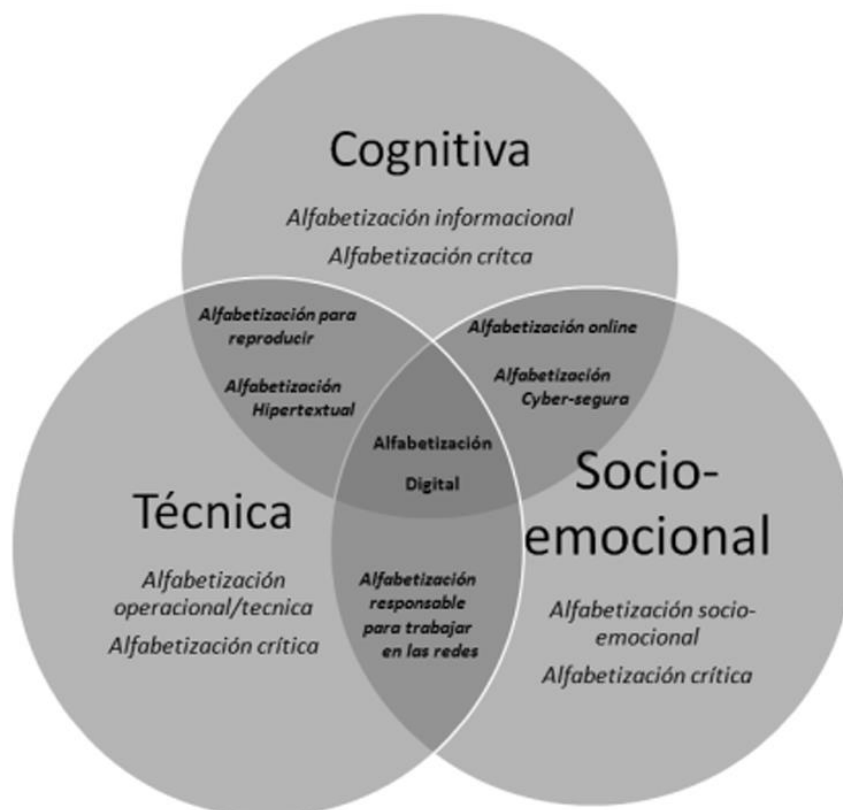 Cognitiva
Alfabetización informacional
Alfabetización crítca
Alfabetización para
reproducir
Alfabetización
Hipertextual
Alfabetización online
Alfabetización
Cyber-segura
Alfabetización
Digital
Técnica
Alfabetización
operacional/tecnica
Alfabetización crítica
Alfabetización
responsable
para trabajar
en las redes
Socio-
emocional
Alfabetización socio-
emocional
Alfabetización crítica